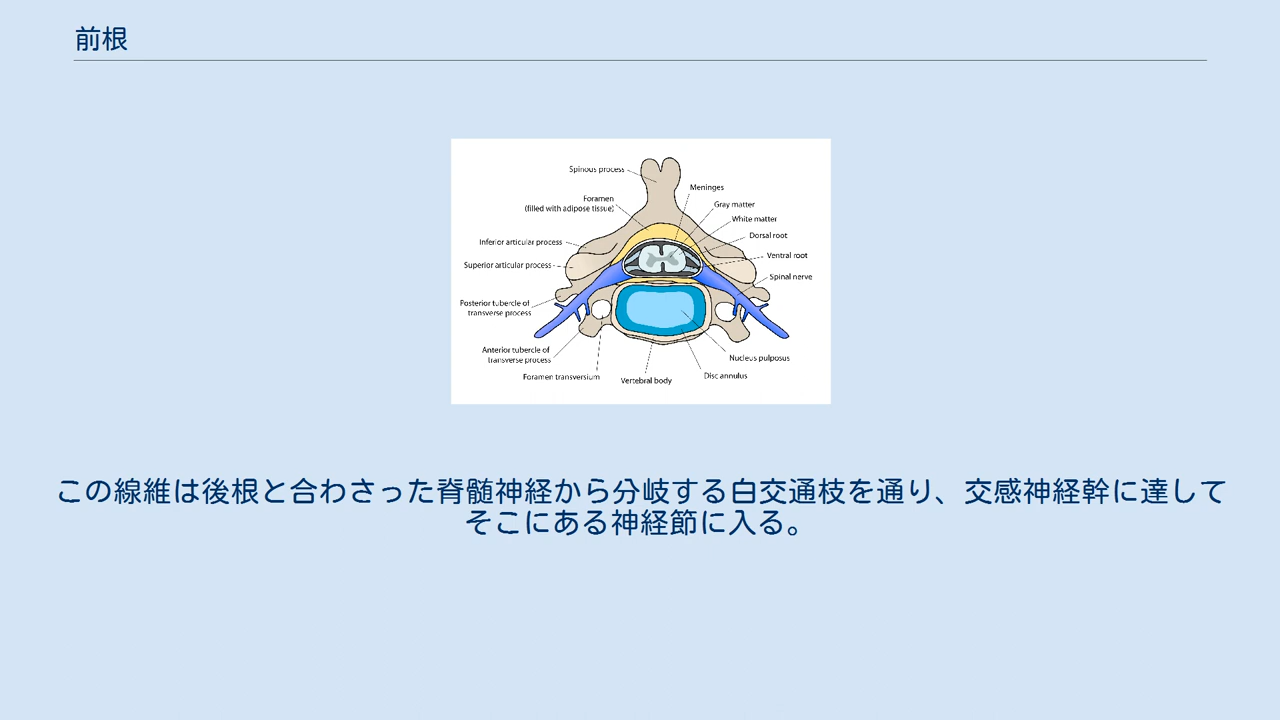 前根
Spinous process
Meninges
Foramen
(filled with adipose tissue)
Gray matter
White matter
Dorsal root
Inferior articular process
Ventral root
Superior articular process
Spinal nerve
Posterior tubercle of
transverse process
Anterior tubercle of
transverse process
Nucleus pulposus
Foramen transversium
Vertebral body
Disc annulus
この線維は後根と合わさった脊髄神経から分岐する白交通枝を通り、交感神経幹に達して
そこにある神経節に入る。